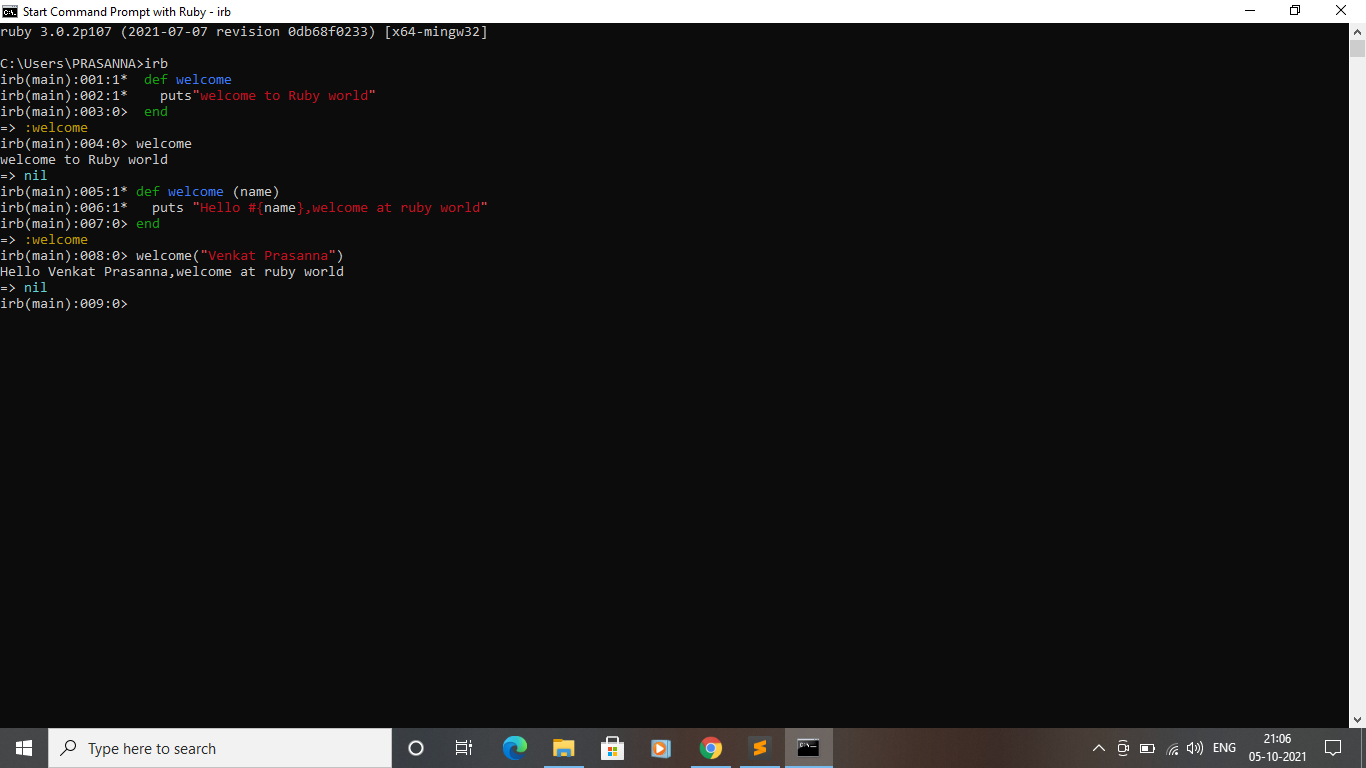 Start Command Prompt with Ruby - irb
ruby 3.0.2p107 (2021-07-07 revision 0db68f0233) [x64-mingw32]
C:\Users\PRASANNA>irb
irb(main):001:1*  def welcome
irb(main):002:1*    puts"welcome to Ruby world"
irb(main):003:0>  end
=> :welcome
irb(main):004:0> welcome
welcome to Ruby world
=> nil
irb(main):005:1* def welcome (name)
irb(main):006:1*   puts "Hello #{name},welcome at ruby world"
irb(main):007:0> end
=> :welcome
irb(main):008:0> welcome("Venkat Prasanna")
Hello Venkat Prasanna,welcome at ruby world
=> nil
irb(main):009:0>
Type here to search
ENG
21:06
05-10-2021